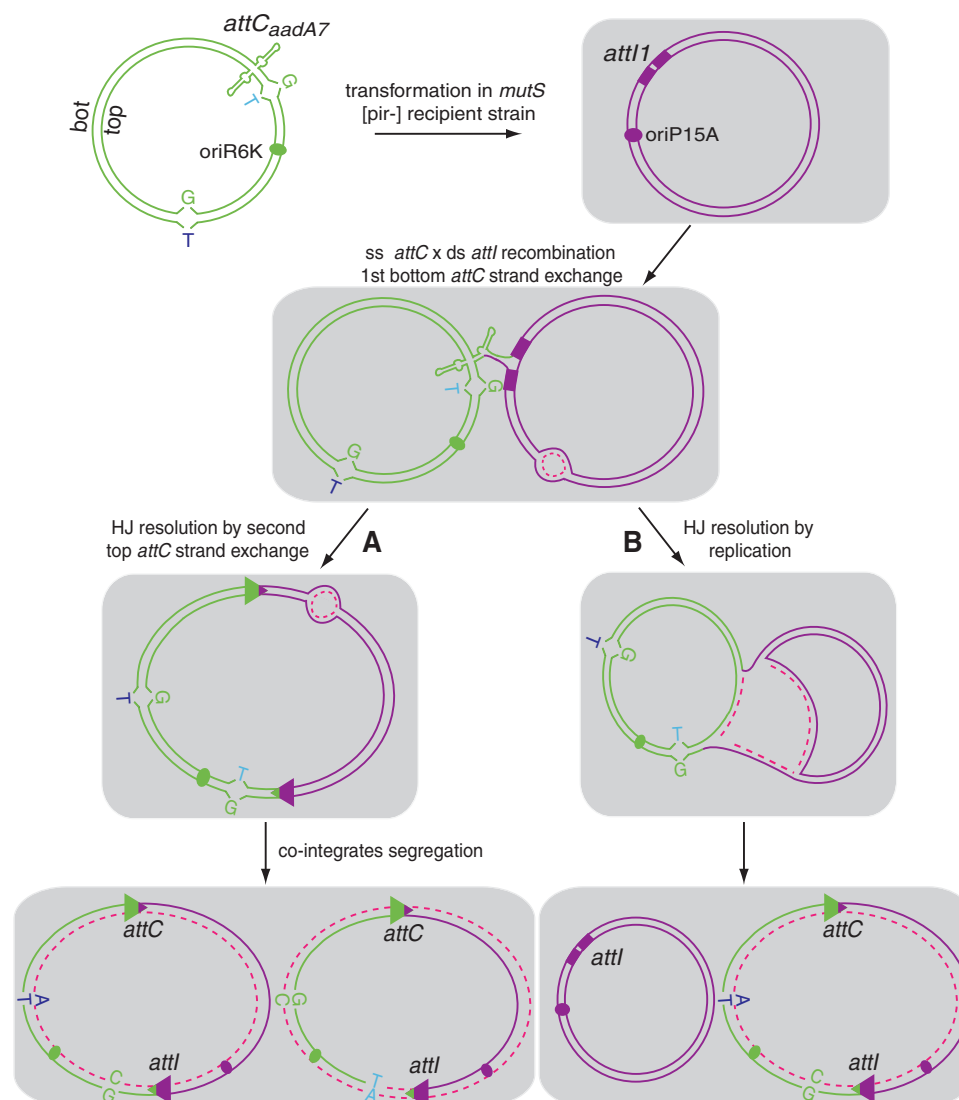 attCaadA7
G
T
bot
top
oriR6K
G
T
transformation in mutS
[pir-] recipient strain
attI1
oriP15A
ss attC x ds attI recombination
1st bottom attC strand exchange
T
G
G
T
HJ resolution by second
top attC strand exchange
A
B
HJ resolution by
replication
T
G
T
G
T
G
T
G
co-integrates segregation
attC
A
T
attI
C
G
attC
G
C
attI
T
A
attI
attC
A
T
attI
C
G